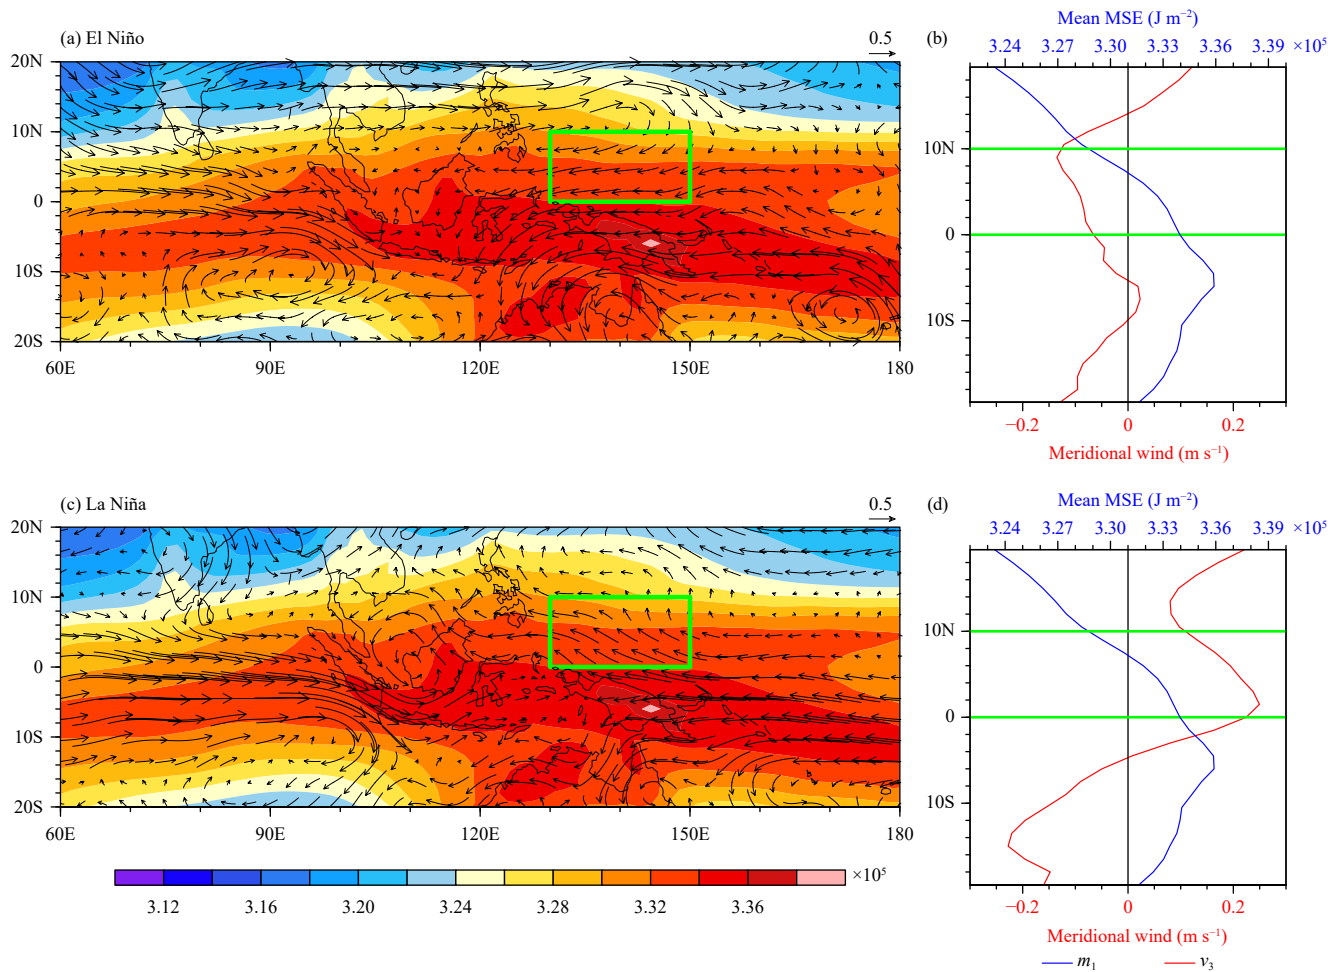 Mean MSE (J m⁻²)
(a) El Niño
0.5
(b)
3.24 3.27 3.30 3.33 3.36 3.39 ×10⁵
20N
10N
0
10S
20S
60E 90E 120E 150E 180
10N
0
10S
−0.2 0 0.2
Meridional wind (m s⁻¹)
Mean MSE (J m⁻²)
(c) La Niña
0.5
(d)
3.24 3.27 3.30 3.33 3.36 3.39 ×10⁵
20N
10N
0
10S
20S
60E 90E 120E 150E 180
10N
0
10S
−0.2 0 0.2
Meridional wind (m s⁻¹)
×10⁵
3.12 3.16 3.20 3.24 3.28 3.32 3.36
m₁ v₃